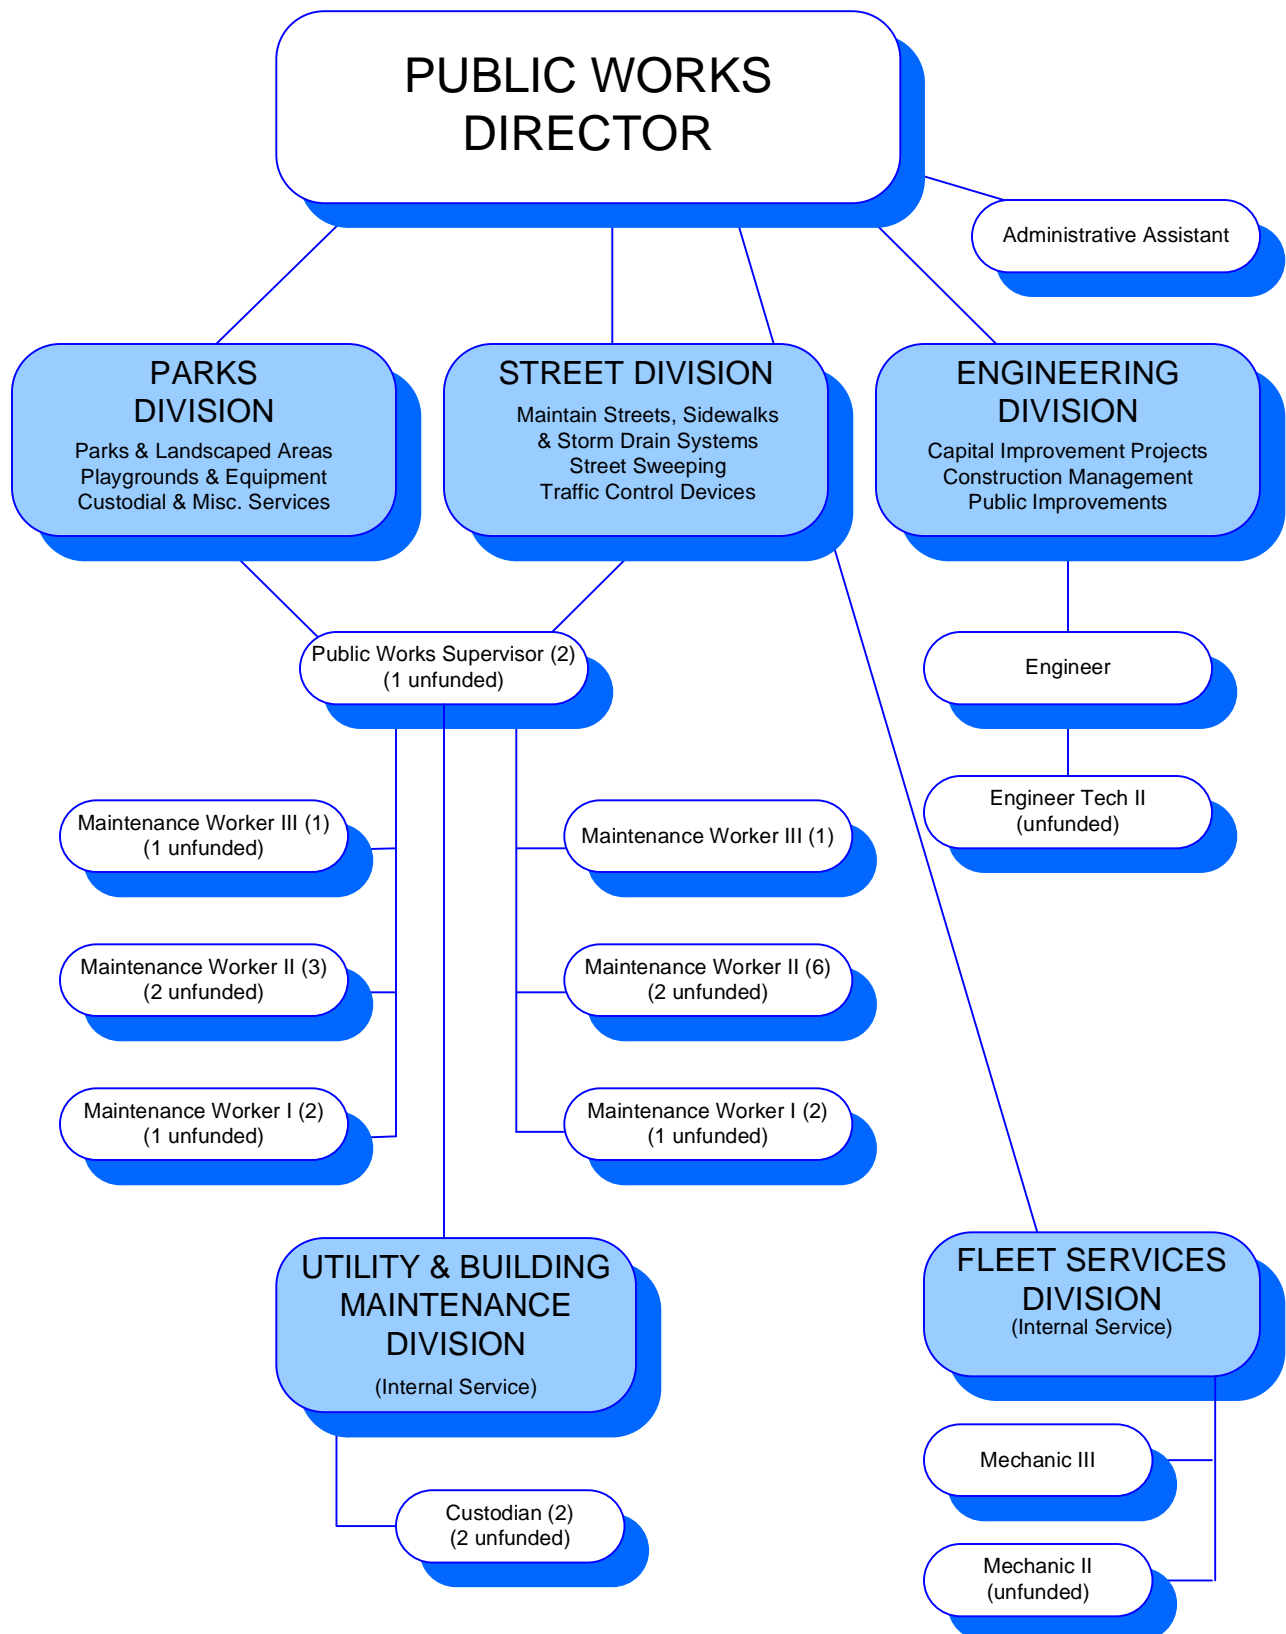 PUBLIC WORKS
DIRECTOR
Administrative Assistant
PARKS
DIVISION
Parks & Landscaped Areas
Playgrounds & Equipment
Custodial & Misc. Services
STREET DIVISION
Maintain Streets, Sidewalks
& Storm Drain Systems
Street Sweeping
Traffic Control Devices
ENGINEERING
DIVISION
Capital Improvement Projects
Construction Management
Public Improvements
Public Works Supervisor (2)
(1 unfunded)
Engineer
Engineer Tech II
(unfunded)
Maintenance Worker III (1)
(1 unfunded)
Maintenance Worker III (1)
Maintenance Worker II (3)
(2 unfunded)
Maintenance Worker II (6)
(2 unfunded)
Maintenance Worker I (2)
(1 unfunded)
Maintenance Worker I (2)
(1 unfunded)
UTILITY & BUILDING
MAINTENANCE
DIVISION
(Internal Service)
FLEET SERVICES
DIVISION
(Internal Service)
Mechanic III
Custodian (2)
(2 unfunded)
Mechanic II
(unfunded)